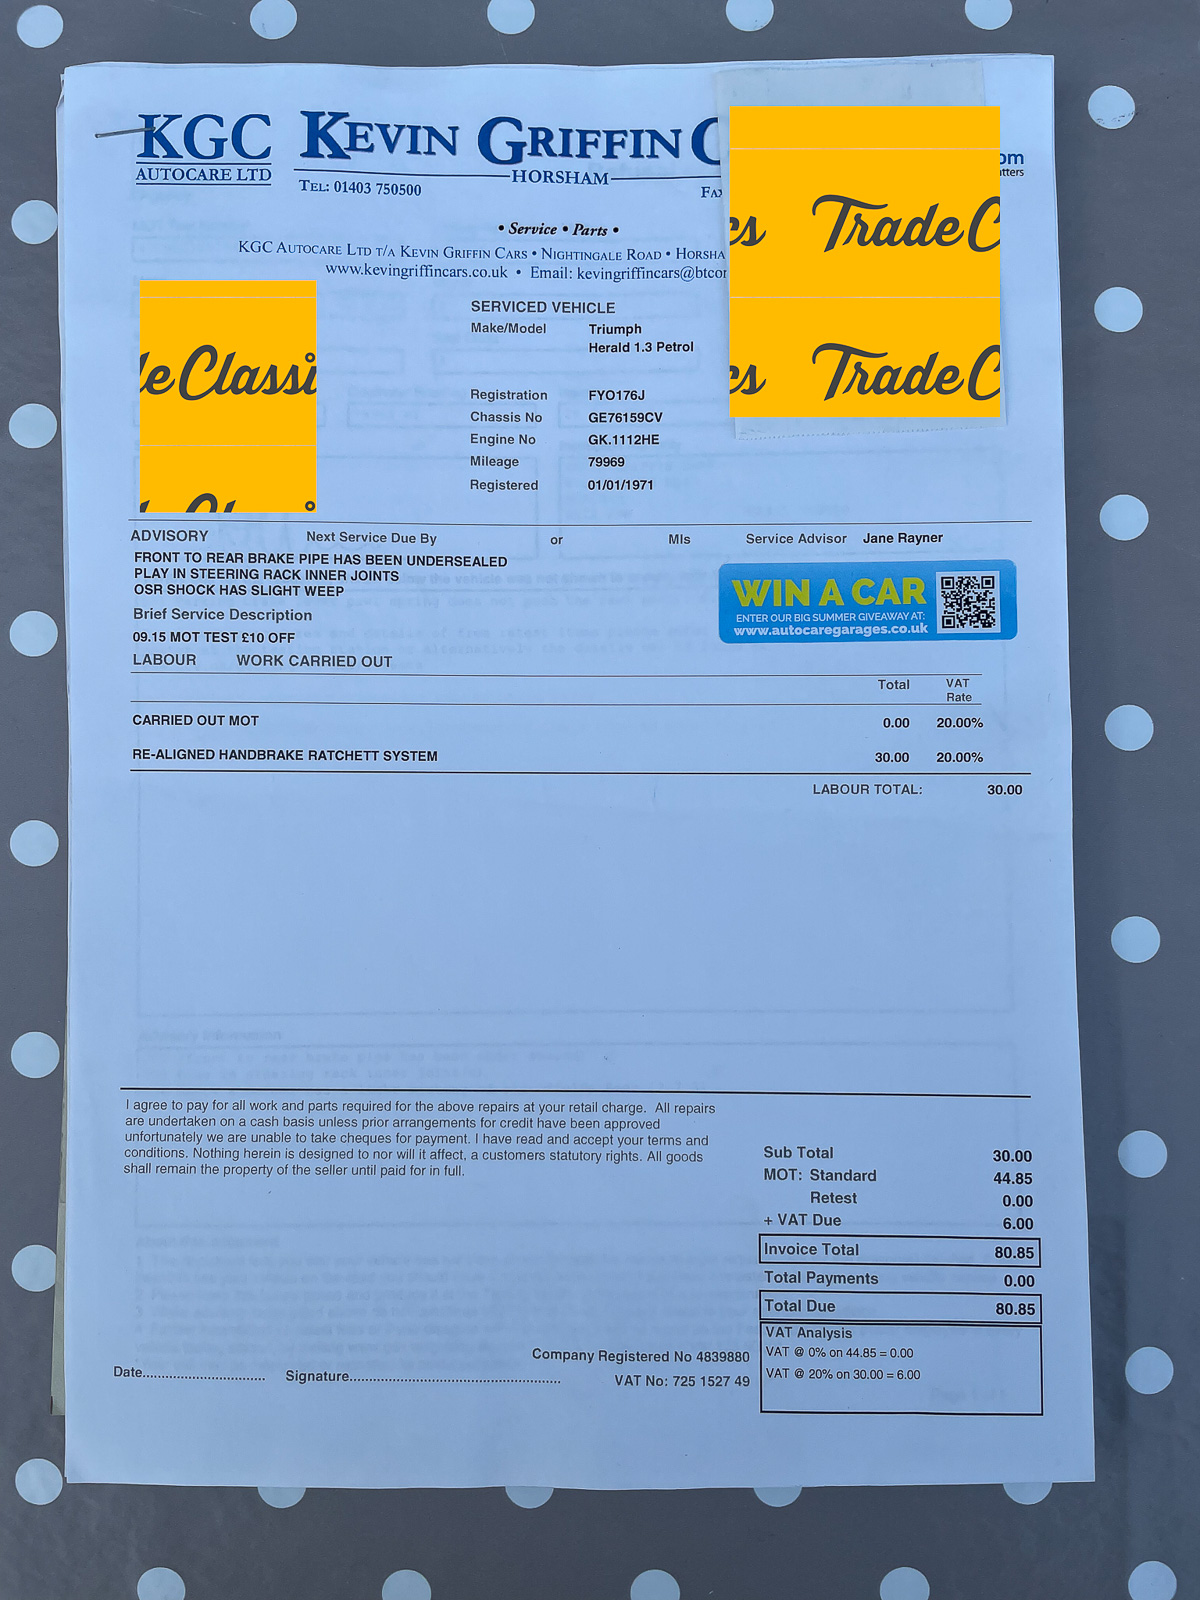 KGC KEVIN GRIFFIN C
AUTOCARE LTD
HORSHAM
om
TEL: 01403 750500 FAX
tters
• Service • Parts •
KGC AUTOCARE LTD T/A KEVIN GRIFFIN CARS • NIGHTINGALE ROAD • HORSHA
www.kevingriffincars.co.uk • Email: kevingriffincars@btcon
cs Trade C
cs Trade C
le Classi
SERVICED VEHICLE
Make/Model Triumph
Herald 1.3 Petrol
Registration FYO176J
Chassis No GE76159CV
Engine No GK.1112HE
Mileage 79969
Registered 01/01/1971
ADVISORY Next Service Due By or Mls Service Advisor Jane Rayner
FRONT TO REAR BRAKE PIPE HAS BEEN UNDERSEALED
PLAY IN STEERING RACK INNER JOINTS
OSR SHOCK HAS SLIGHT WEEP
WIN A CAR
ENTER OUR BIG SUMMER GIVEAWAY AT:
www.autocaregarages.co.uk
Brief Service Description
09.15 MOT TEST £10 OFF
LABOUR WORK CARRIED OUT
Total VAT Rate
CARRIED OUT MOT 0.00 20.00%
RE-ALIGNED HANDBRAKE RATCHETT SYSTEM 30.00 20.00%
LABOUR TOTAL: 30.00
I agree to pay for all work and parts required for the above repairs at your retail charge. All repairs
are undertaken on a cash basis unless prior arrangements for credit have been approved
unfortunately we are unable to take cheques for payment. I have read and accept your terms and
conditions. Nothing herein is designed to nor will it affect, a customers statutory rights. All goods
shall remain the property of the seller until paid for in full.
Sub Total 30.00
MOT: Standard 44.85
Retest 0.00
+ VAT Due 6.00
Invoice Total 80.85
Total Payments 0.00
Total Due 80.85
VAT Analysis
VAT @ 0% on 44.85 = 0.00
VAT @ 20% on 30.00 = 6.00
Company Registered No 4839880
Date.............................. Signature.....................................................
VAT No: 725 1527 49